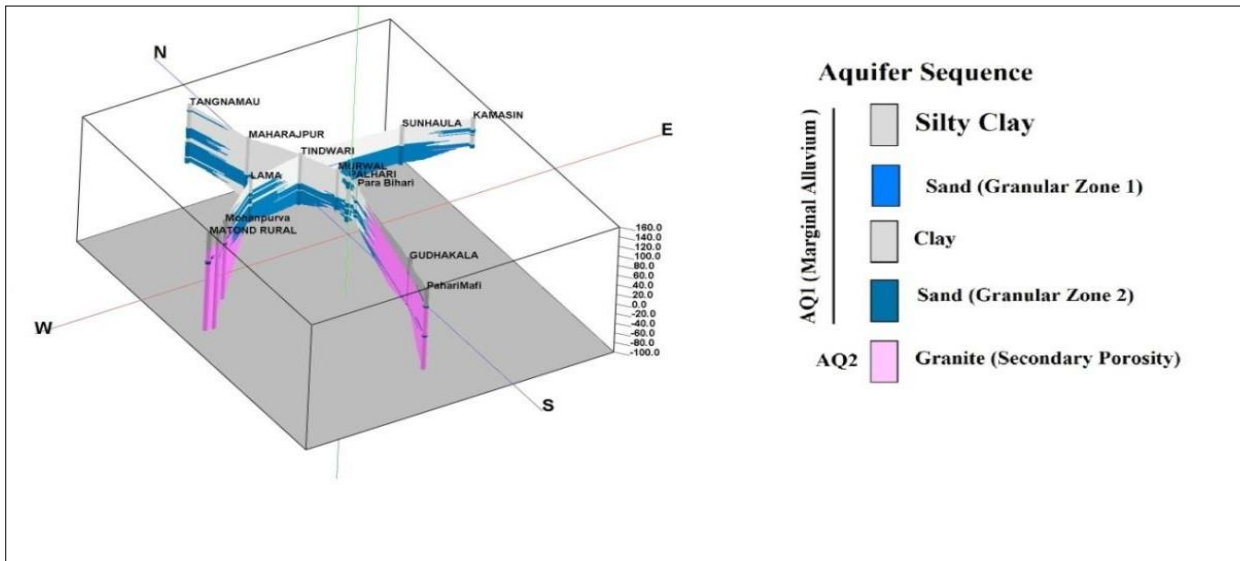 N
TANGNAMAU
MAHARAJPUR
TINDWARI
SUNHAULA
KAMASIN
E
LAMA
MURWAL
PALHARI
Para Bihari
Mohanpurva
MATOND RURAL
GUDHAKALA
PahariMafi
W
S
160.0
140.0
120.0
100.0
80.0
60.0
40.0
20.0
0.0
-20.0
-40.0
-60.0
-80.0
-100.0
Aquifer Sequence
AQ1 (Marginal Alluvium)
Silty Clay
Sand (Granular Zone 1)
Clay
Sand (Granular Zone 2)
AQ2 Granite (Secondary Porosity)